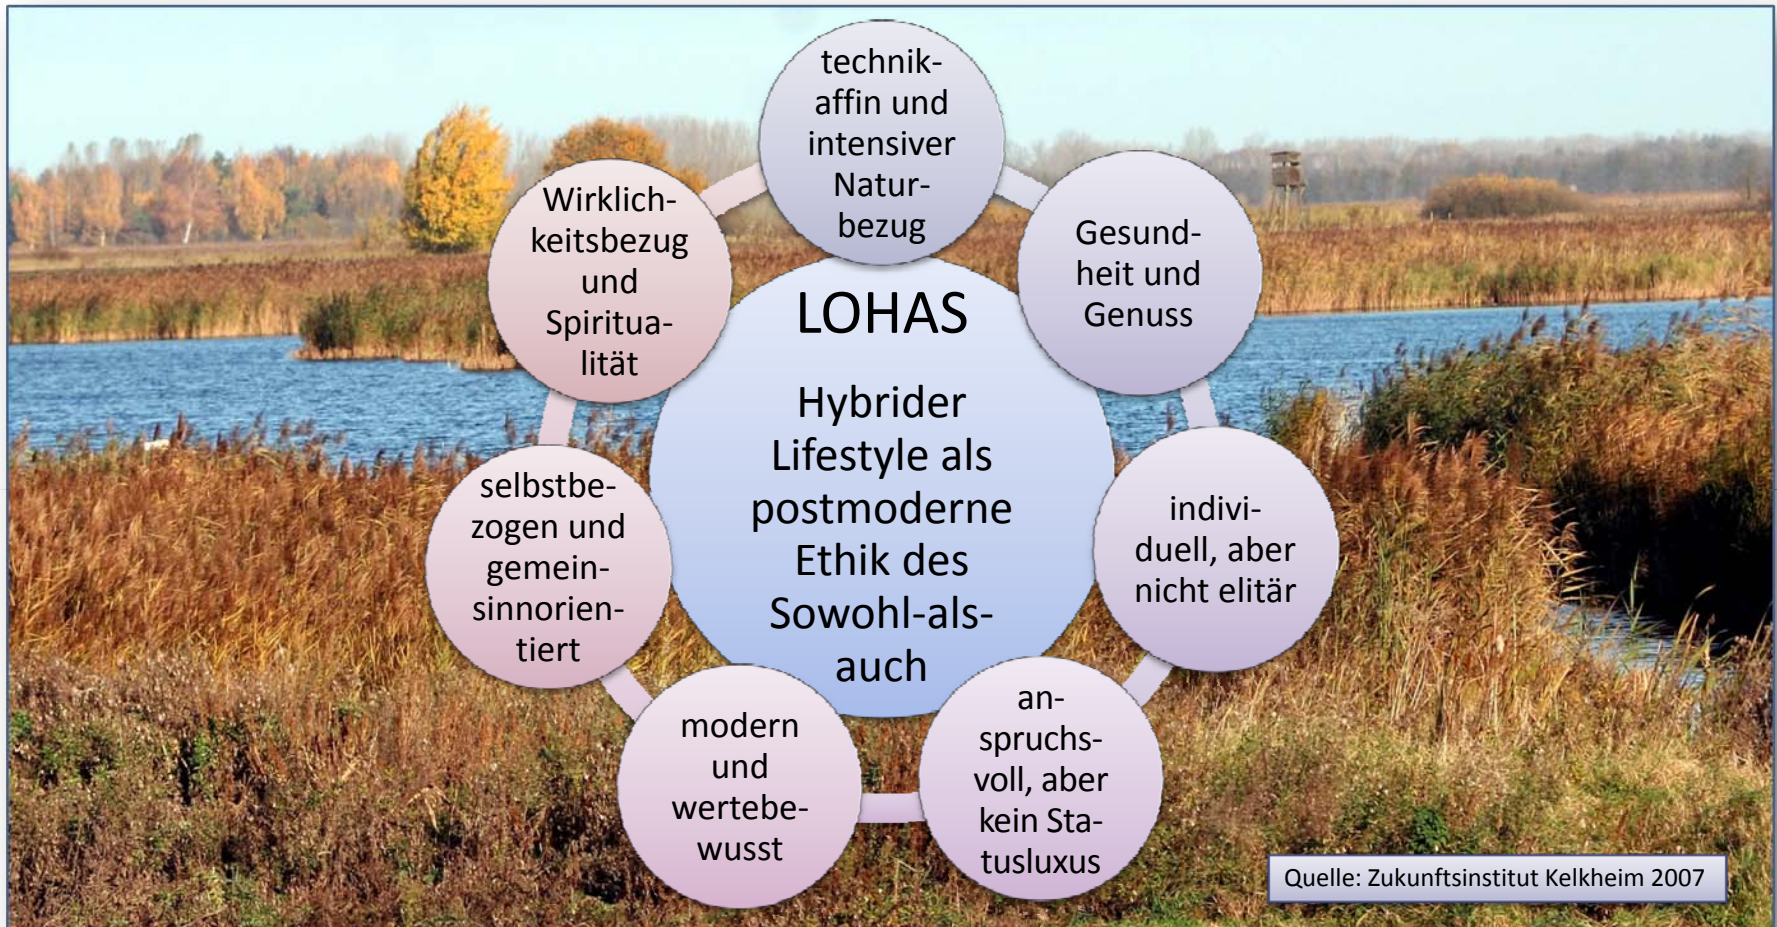 technik-
affin und
intensiver
Natur-
bezug
Gesund-
heit und
Genuss
indivi-
duell, aber
nicht elitär
an-
spruchs-
voll, aber
kein Sta-
tusluxus
modern
und
wertebe-
wusst
selbstbe-
zogen und
gemein-
sinnorien-
tiert
Wirklich-
keitsbezug
und
Spiritua-
lität
LOHAS
Hybrider
Lifestyle als
postmoderne
Ethik des
Sowohl-als-
auch
Quelle: Zukunftsinstitut Kelkheim 2007